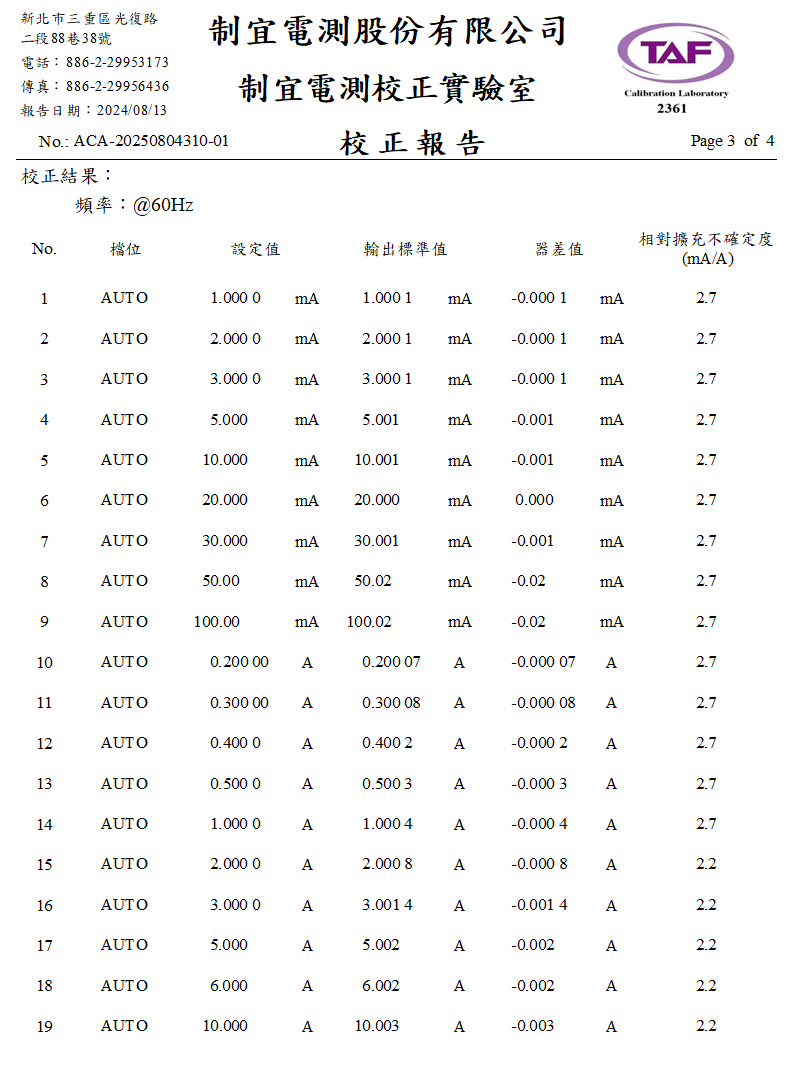 新北市三重區光復路
二段88巷38號
電話：886-2-29953173
傳真：886-2-29956436
報告日期：2024/08/13
制宜電測股份有限公司
制宜電測校正實驗室
校正報告
TAF
Calibration Laboratory
2361
No.: ACA-20250804310-01
Page 3 of 4
校正結果：
頻率：@60Hz
No. 檔位 設定值 輸出標準值 器差值 相對擴充不確定度
(mA/A)
1 AUTO 1.000 0 mA 1.000 1 mA -0.000 1 mA 2.7
2 AUTO 2.000 0 mA 2.000 1 mA -0.000 1 mA 2.7
3 AUTO 3.000 0 mA 3.000 1 mA -0.000 1 mA 2.7
4 AUTO 5.000 mA 5.001 mA -0.001 mA 2.7
5 AUTO 10.000 mA 10.001 mA -0.001 mA 2.7
6 AUTO 20.000 mA 20.000 mA 0.000 mA 2.7
7 AUTO 30.000 mA 30.001 mA -0.001 mA 2.7
8 AUTO 50.00 mA 50.02 mA -0.02 mA 2.7
9 AUTO 100.00 mA 100.02 mA -0.02 mA 2.7
10 AUTO 0.200 00 A 0.200 07 A -0.000 07 A 2.7
11 AUTO 0.300 00 A 0.300 08 A -0.000 08 A 2.7
12 AUTO 0.400 0 A 0.400 2 A -0.000 2 A 2.7
13 AUTO 0.500 0 A 0.500 3 A -0.000 3 A 2.7
14 AUTO 1.000 0 A 1.000 4 A -0.000 4 A 2.7
15 AUTO 2.000 0 A 2.000 8 A -0.000 8 A 2.2
16 AUTO 3.000 0 A 3.001 4 A -0.001 4 A 2.2
17 AUTO 5.000 A 5.002 A -0.002 A 2.2
18 AUTO 6.000 A 6.002 A -0.002 A 2.2
19 AUTO 10.000 A 10.003 A -0.003 A 2.2